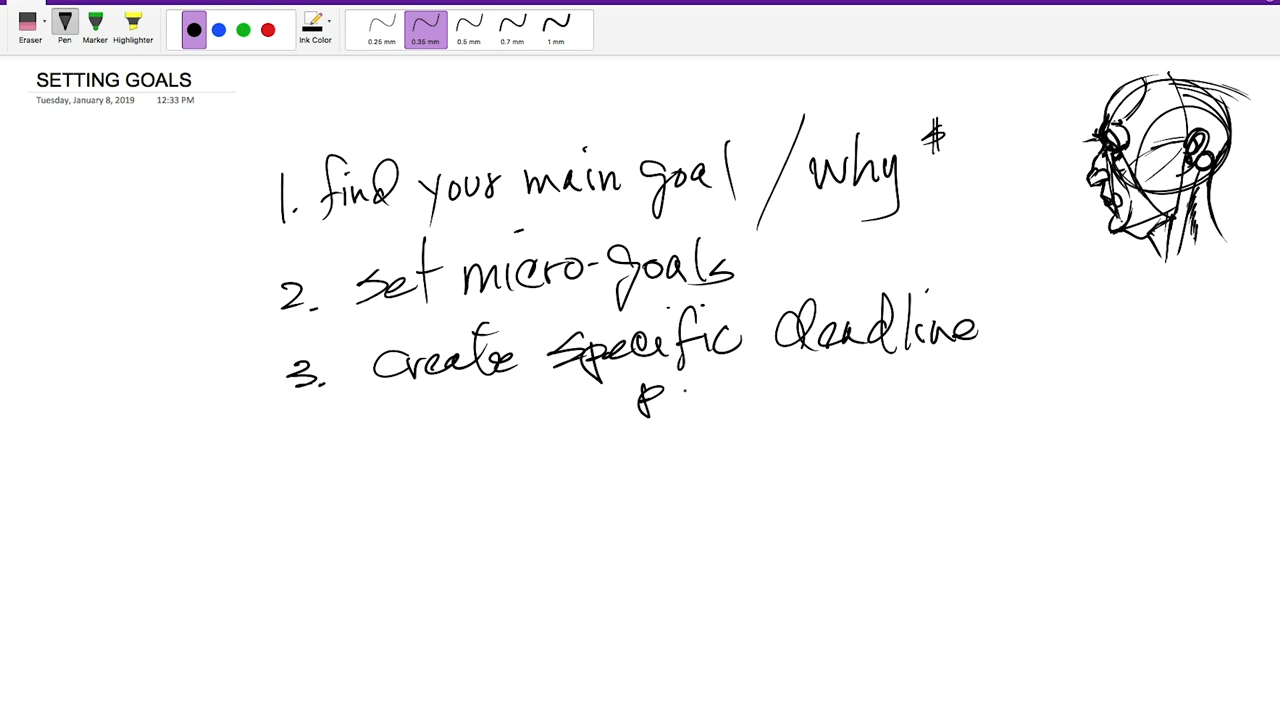 Eraser Pen Marker Highlighter Ink Color 0.25 mm 0.35 mm 0.5 mm 0.7 mm 1 mm
SETTING GOALS
Tuesday, January 8, 2019 12:33 PM
1. find your main goal / why *
2. set micro-goals
3. create specific deadline